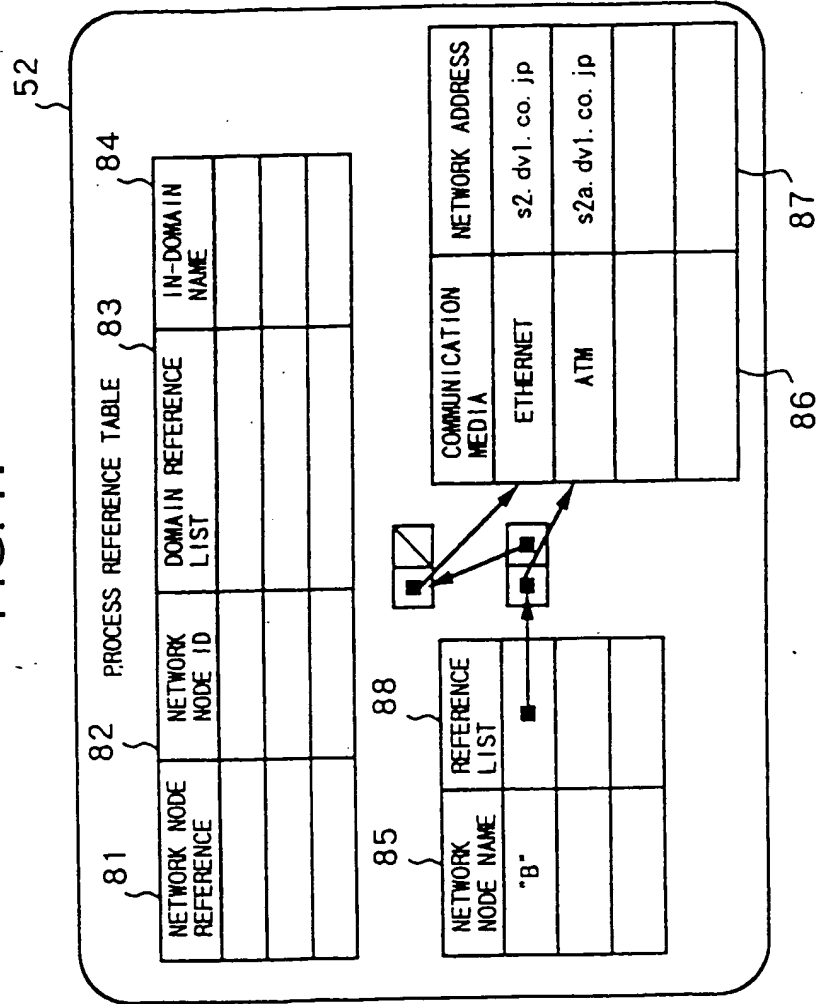 52
PROCESS REFERENCE TABLE
81
82
83
84
NETWORK NODE
REFERENCE
NETWORK
NODE ID
DOMAIN REFERENCE
LIST
IN-DOMAIN
NAME
85
88
NETWORK
NODE NAME
REFERENCE
LIST
"B"
COMMUNICATION
MEDIA
NETWORK ADDRESS
ETHERNET
s2. dv1. co. jp
ATM
s2a. dv1. co. jp
86
87